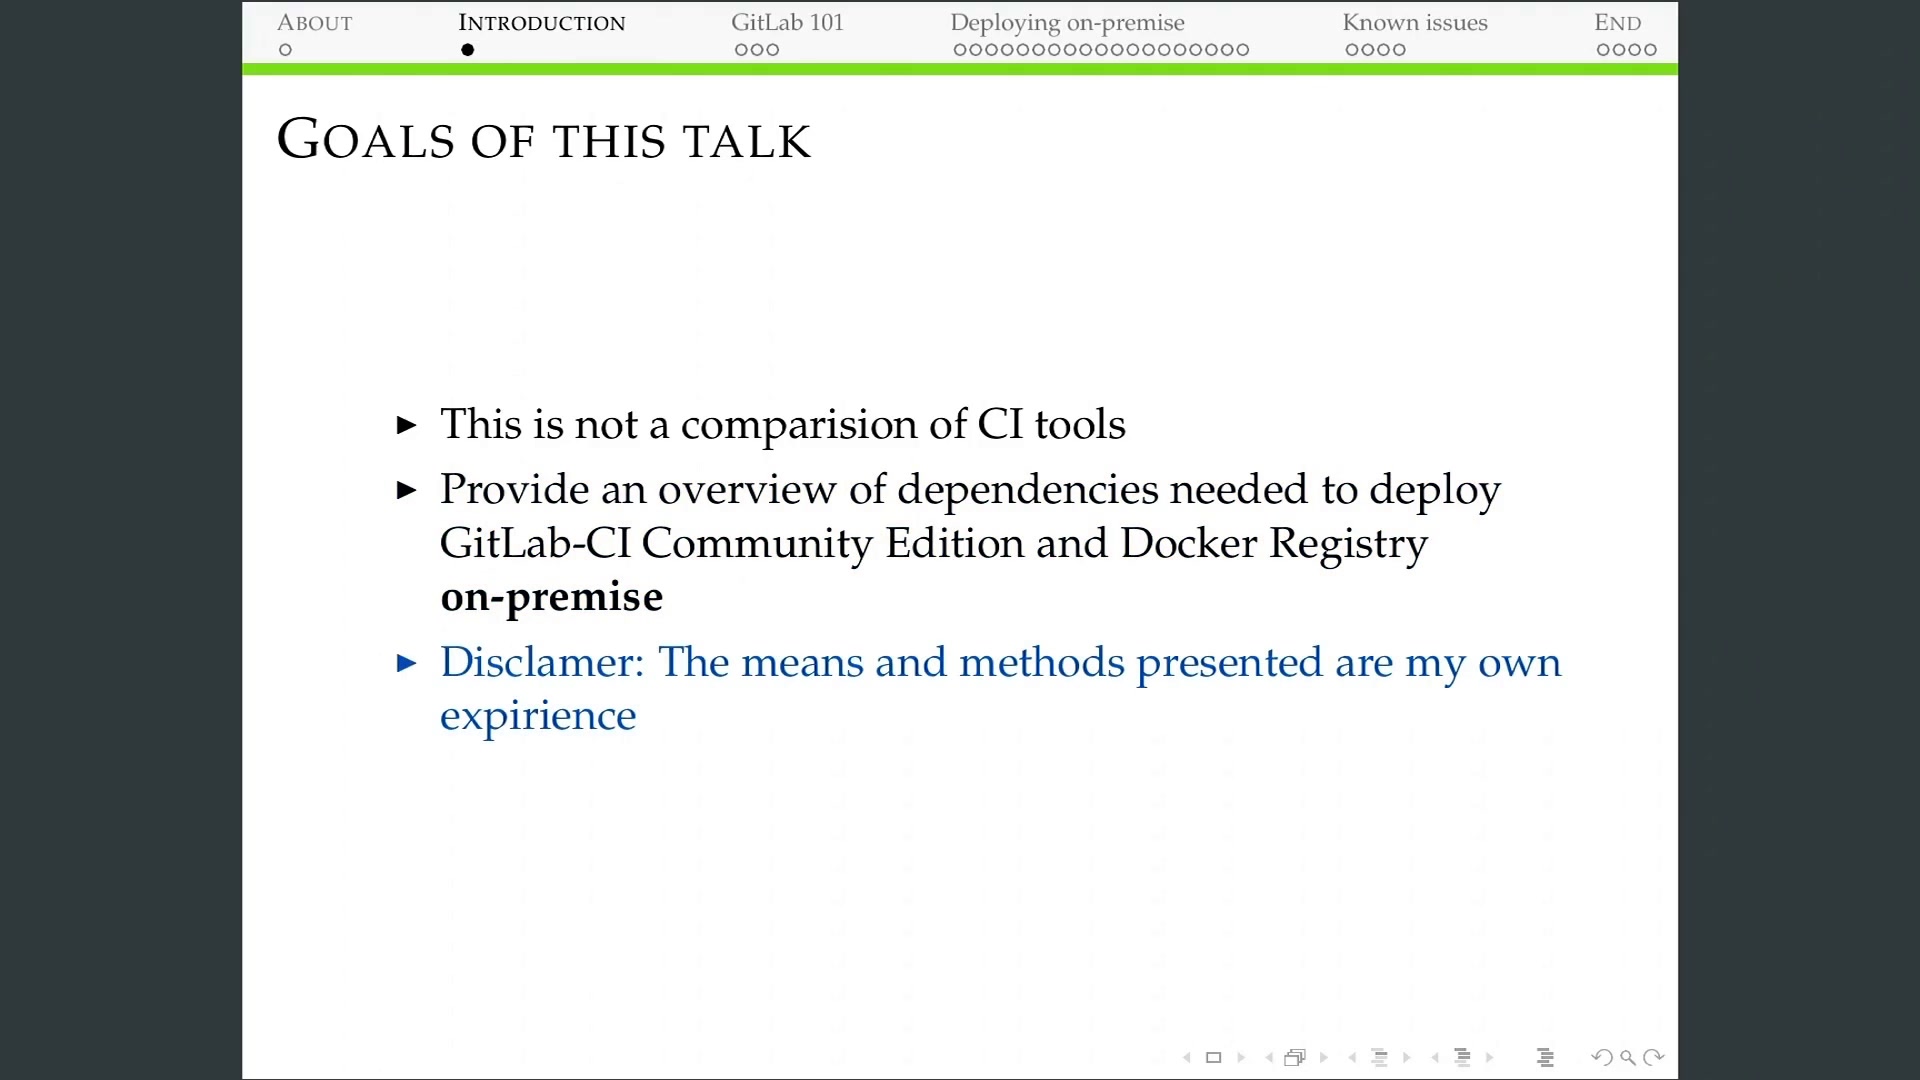 ABOUT
INTRODUCTION
GitLab 101
Deploying on-premise
Known issues
END
GOALS OF THIS TALK
This is not a comparision of CI tools
Provide an overview of dependencies needed to deploy
GitLab-CI Community Edition and Docker Registry
on-premise
Disclamer: The means and methods presented are my own
expirience